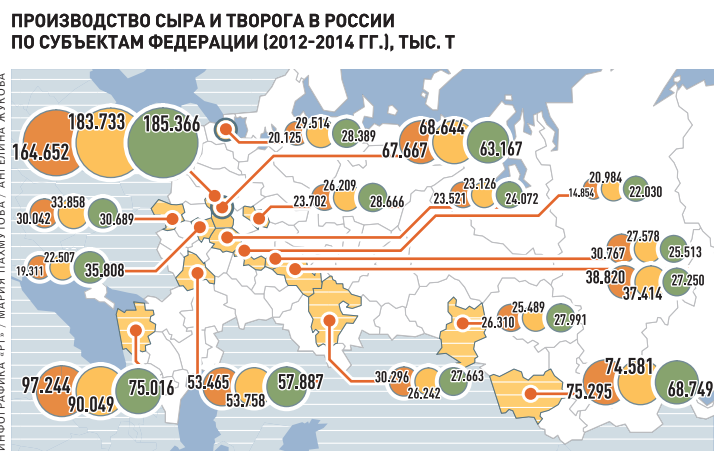 ПРОИЗВОДСТВО СЫРА И ТВОРОГА В РОССИИ
ПО СУБЪЕКТАМ ФЕДЕРАЦИИ (2012-2014 ГГ.), ТЫС. Т
ИНФОГРАФИКА «РГ» / МАРИЯ ПАХМУТОВА / АНГЕЛИНА ЖУКОВА
164.652 183.733 185.366
20.125 29.514 28.389
67.667 68.644 63.167
30.042 33.858 30.689
23.702 26.209 28.666
23.521 23.126 24.072
14.854 20.984 22.030
19.311 22.507 35.808
30.767 27.578 25.513
38.820 37.414 27.250
26.310 25.489 27.991
97.244 90.049 75.016
53.465 53.758 57.887
30.296 26.242 27.663
75.295 74.581 68.749